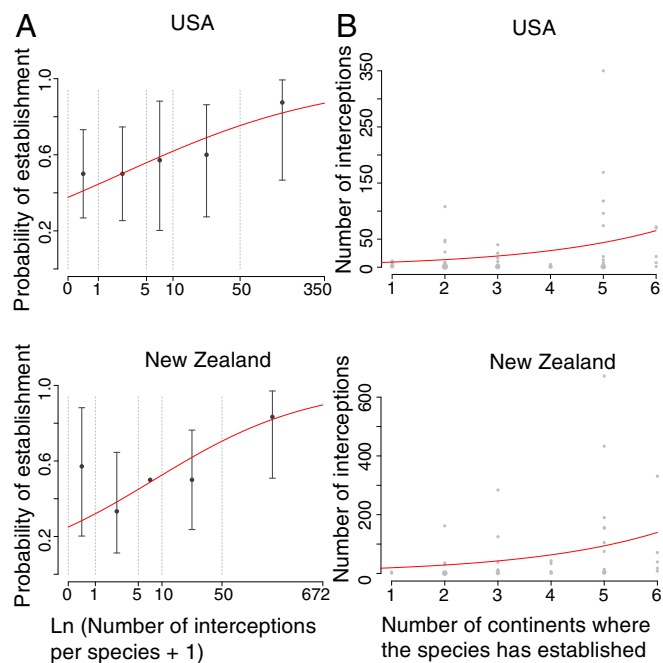 A
USA
Probability of establishment
1.0
0.6
0.2
0 1 5 10 50 350
New Zealand
Probability of establishment
1.0
0.6
0.2
0 1 5 10 50 672
Ln (Number of interceptions
per species + 1)
B
USA
Number of interceptions
350
250
150
50
0
1 2 3 4 5 6
New Zealand
Number of interceptions
600
400
200
0
1 2 3 4 5 6
Number of continents where
the species has established